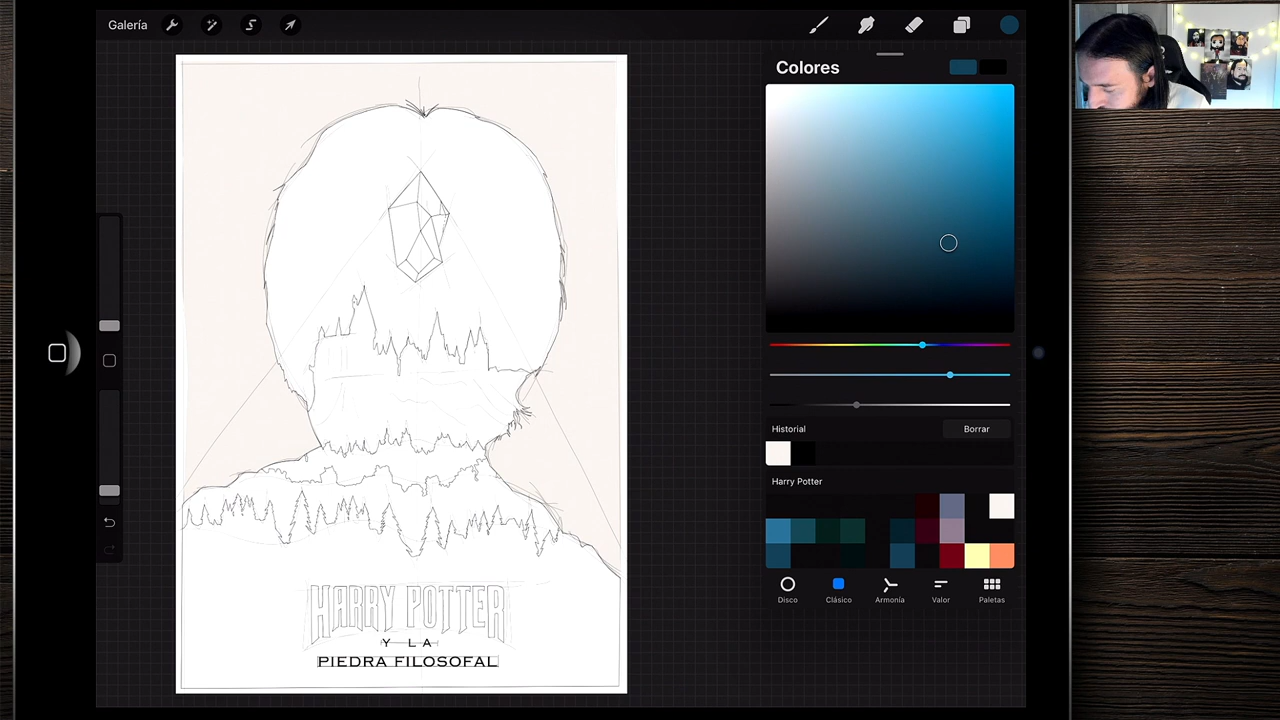 Galería
Colores
HARRY POTTER
Y LA
PIEDRA FILOSOFAL
Historial
Borrar
Harry Potter
Disco
Clásico
Armonía
Valor
Paletas